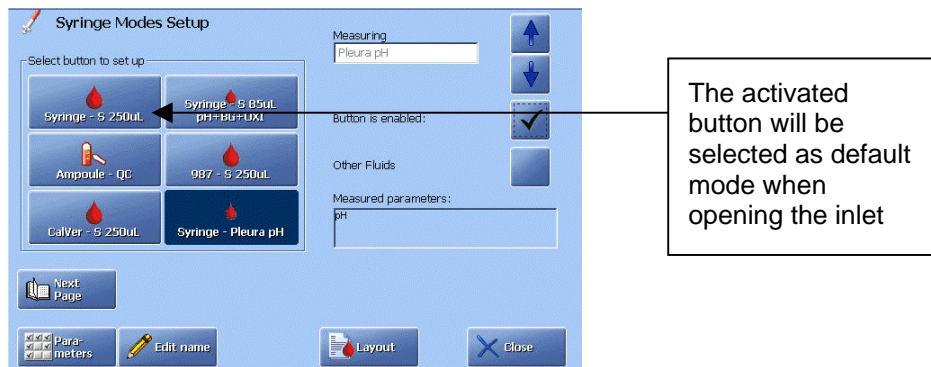 Syringe Modes Setup
Select button to set up
Syringe - S 250uL
Syringe - S 85uL
pH+BG+OXI
Ampoule - QC
987 - S 250uL
CalVer - S 250uL
Syringe - Pleura pH
Next
Page
Para-
meters
Edit name
Measuring
Pleura pH
Button is enabled:
Other Fluids
Measured parameters:
pH
Layout
Close
The activated
button will be
selected as default
mode when
opening the inlet